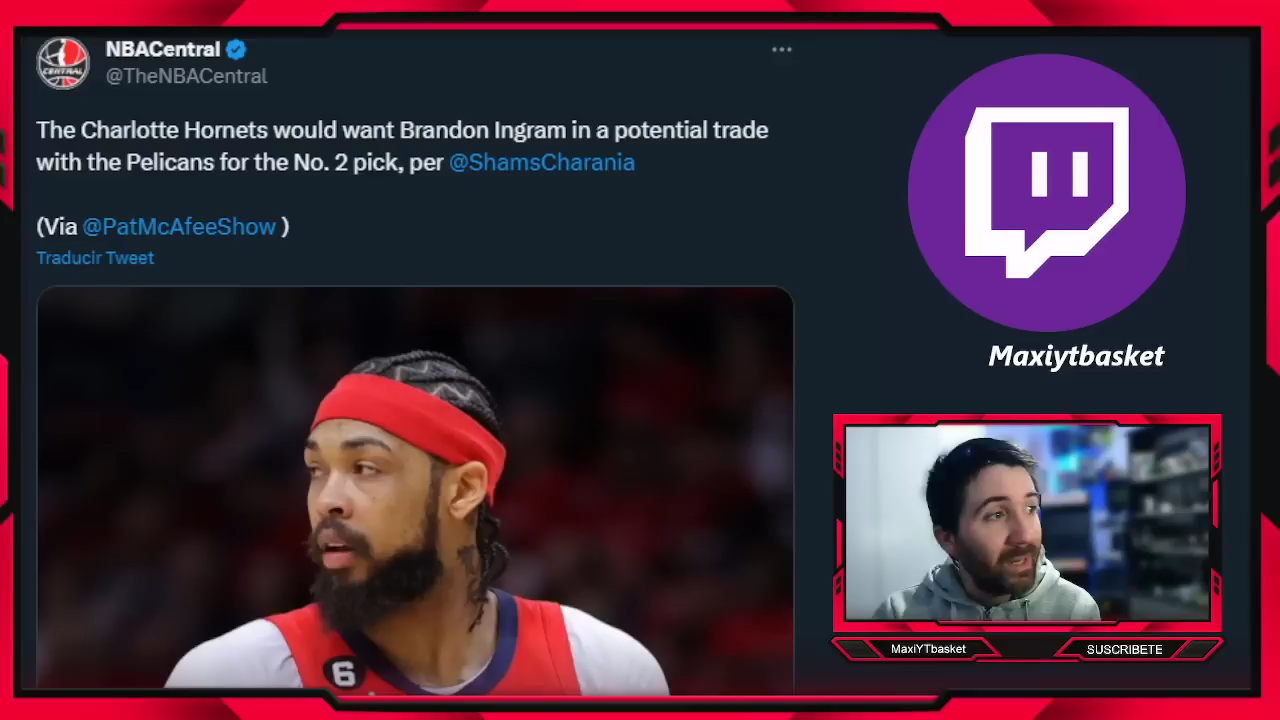 NBACentral
@TheNBACentral
The Charlotte Hornets would want Brandon Ingram in a potential trade
with the Pelicans for the No. 2 pick, per @ShamsCharania
(Via @PatMcAfeeShow )
Traducir Tweet
CENTRAL
6
Maxiytbasket
MaxiYTbasket
SUSCRIBETE